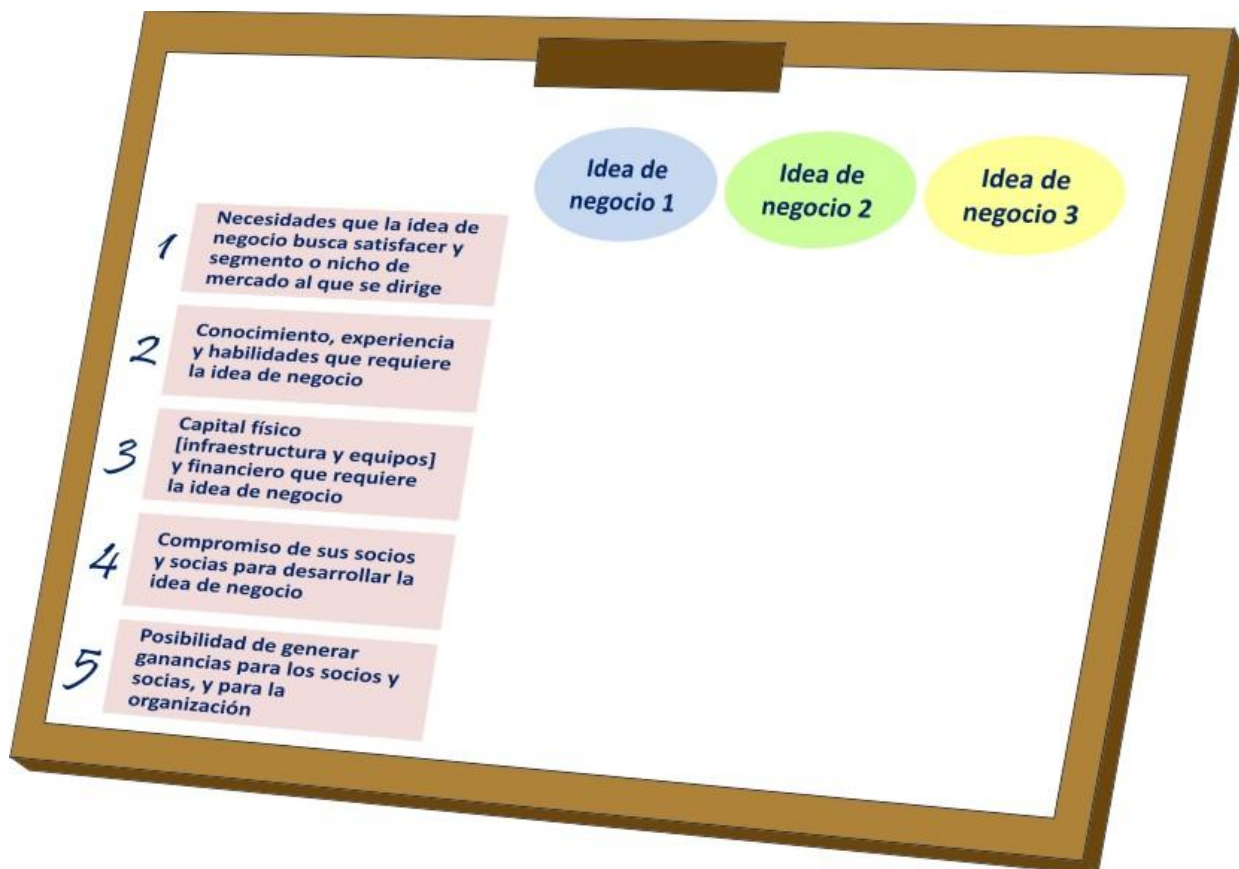 Idea de
negocio 1
Idea de
negocio 2
Idea de
negocio 3
1
Necesidades que la idea de
negocio busca satisfacer y
segmento o nicho de
mercado al que se dirige
2
Conocimiento, experiencia
y habilidades que requiere
la idea de negocio
3
Capital físico
[infraestructura y equipos]
y financiero que requiere
la idea de negocio
4
Compromiso de sus socios
y socias para desarrollar la
idea de negocio
5
Posibilidad de generar
ganancias para los socios y
socias, y para la
organización